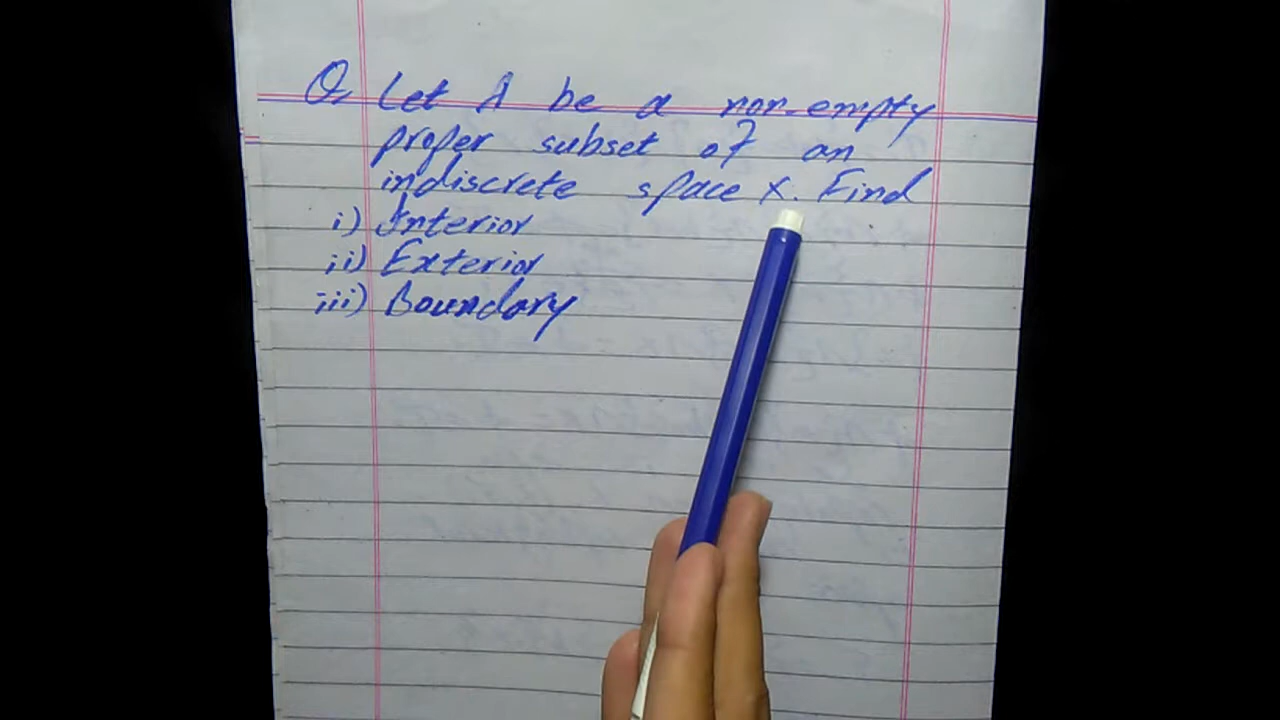 Q. Let A be a non-empty
proper subset of an
indiscrete space X. Find
i) Interior
ii) Exterior
iii) Boundary